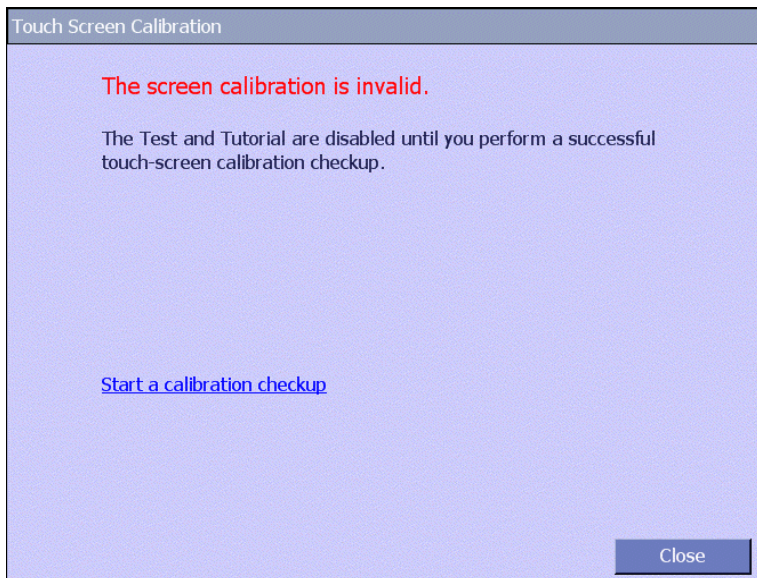 Touch Screen Calibration
The screen calibration is invalid.
The Test and Tutorial are disabled until you perform a successful
touch-screen calibration checkup.
Start a calibration checkup
Close